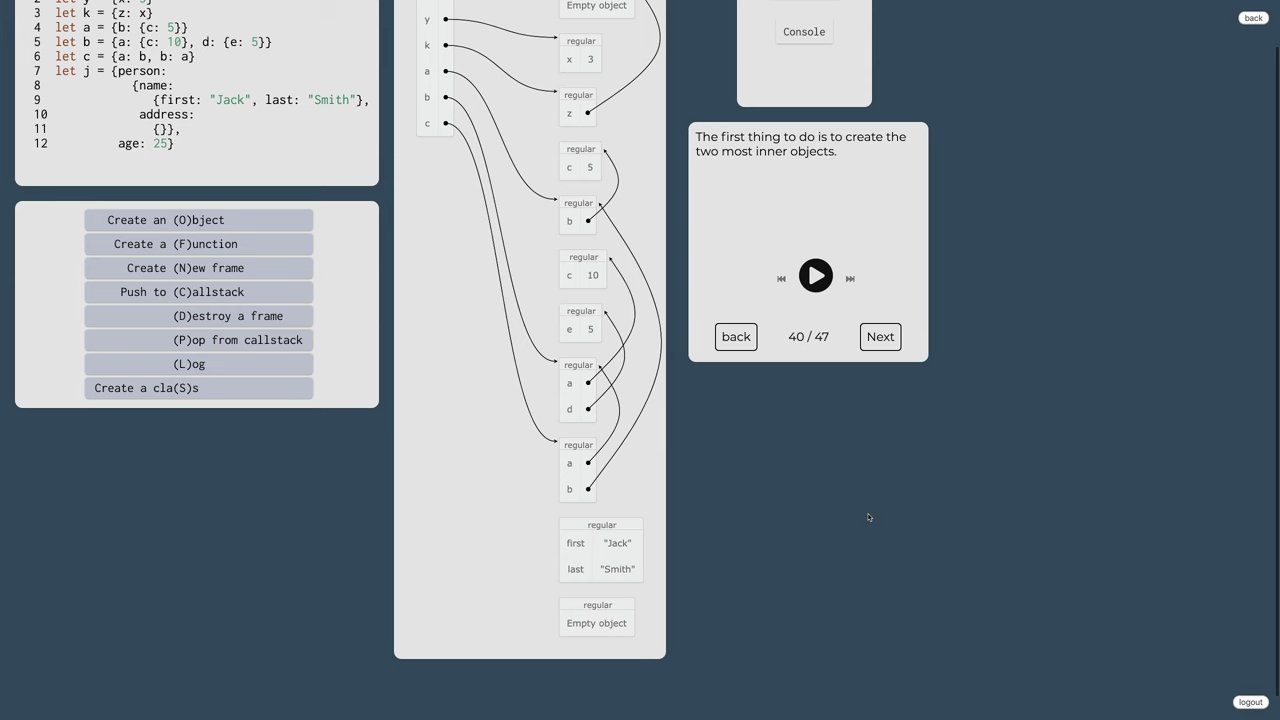 2 let y = {x: 3}
3 let k = {z: x}
4 let a = {b: {c: 5}}
5 let b = {a: {c: 10}, d: {e: 5}}
6 let c = {a: b, b: a}
7 let j = {person:
8 {name:
9 {first: "Jack", last: "Smith"},
10 address:
11 {}},
12 age: 25}
Create an (O)bject
Create a (F)unction
Create (N)ew frame
Push to (C)allstack
(D)estroy a frame
(P)op from callstack
(L)og
Create a cla(S)s
y
k
a
b
c
Empty object
regular
x 3
regular
z
regular
c 5
regular
b
regular
c 10
regular
e 5
regular
a
d
regular
a
b
regular
first "Jack"
last "Smith"
regular
Empty object
Console
The first thing to do is to create the
two most inner objects.
back 40 / 47 Next
back
logout